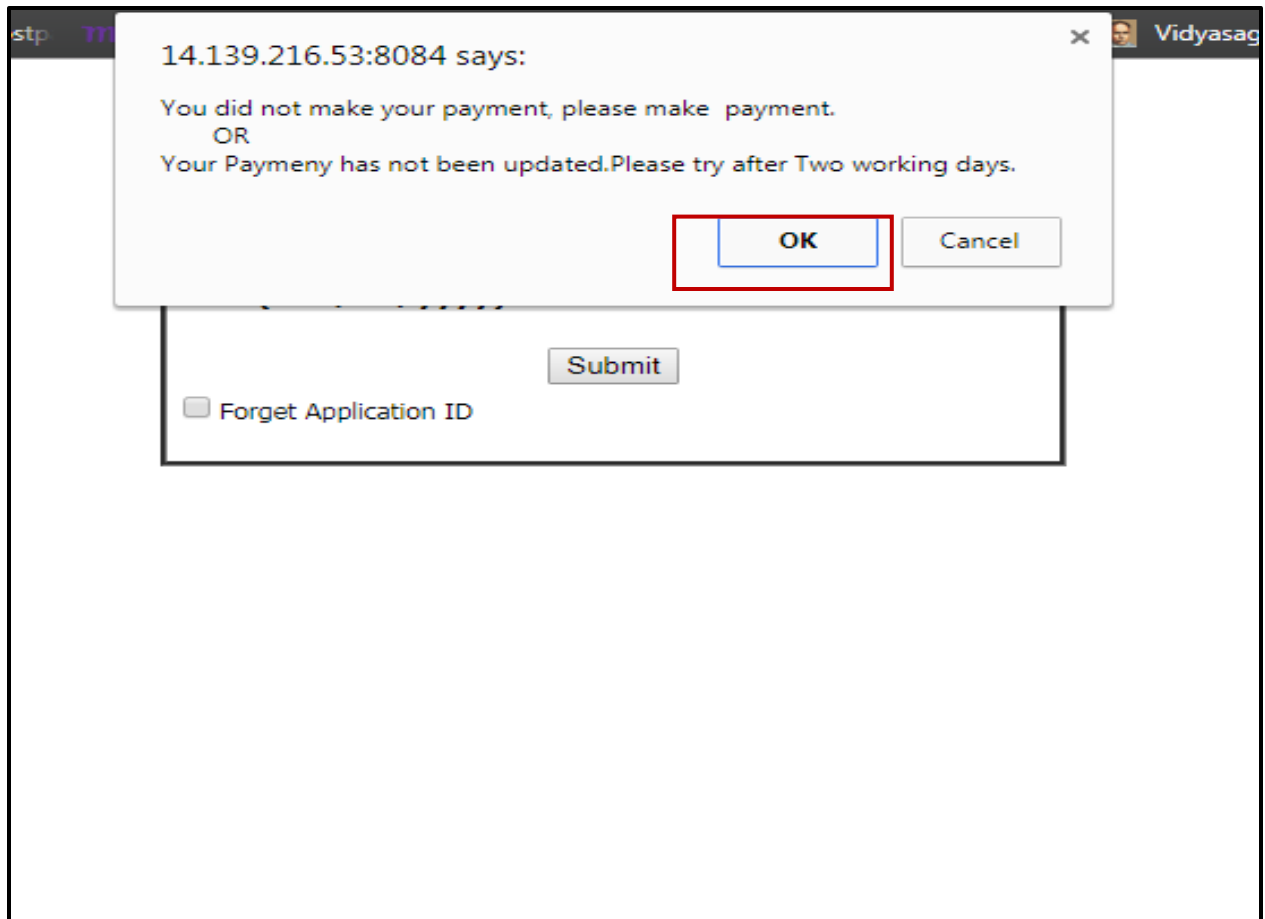 14.139.216.53:8084 says:
Vidyasag
You did not make your payment, please make payment.
OR
Your Paymeny has not been updated.Please try after Two working days.
OK Cancel
Submit
Forget Application ID